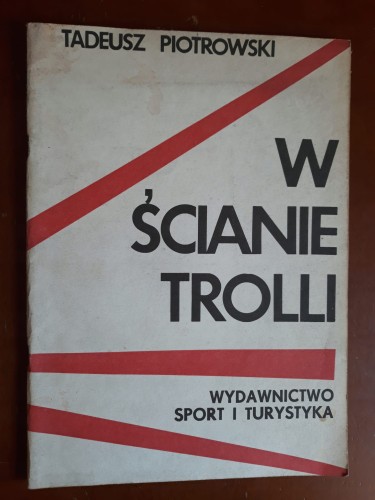 TADEUSZ PIOTROWSKI
W
ŚCIANIE
TROLLI
WYDAWNICTWO
SPORT I TURYSTYKA